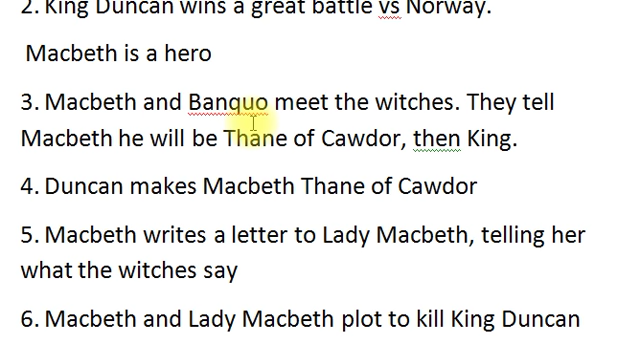 2. King Duncan wins a great battle vs Norway.
Macbeth is a hero
3. Macbeth and Banquo meet the witches. They tell
Macbeth he will be Thane of Cawdor, then King.
4. Duncan makes Macbeth Thane of Cawdor
5. Macbeth writes a letter to Lady Macbeth, telling her
what the witches say
6. Macbeth and Lady Macbeth plot to kill King Duncan